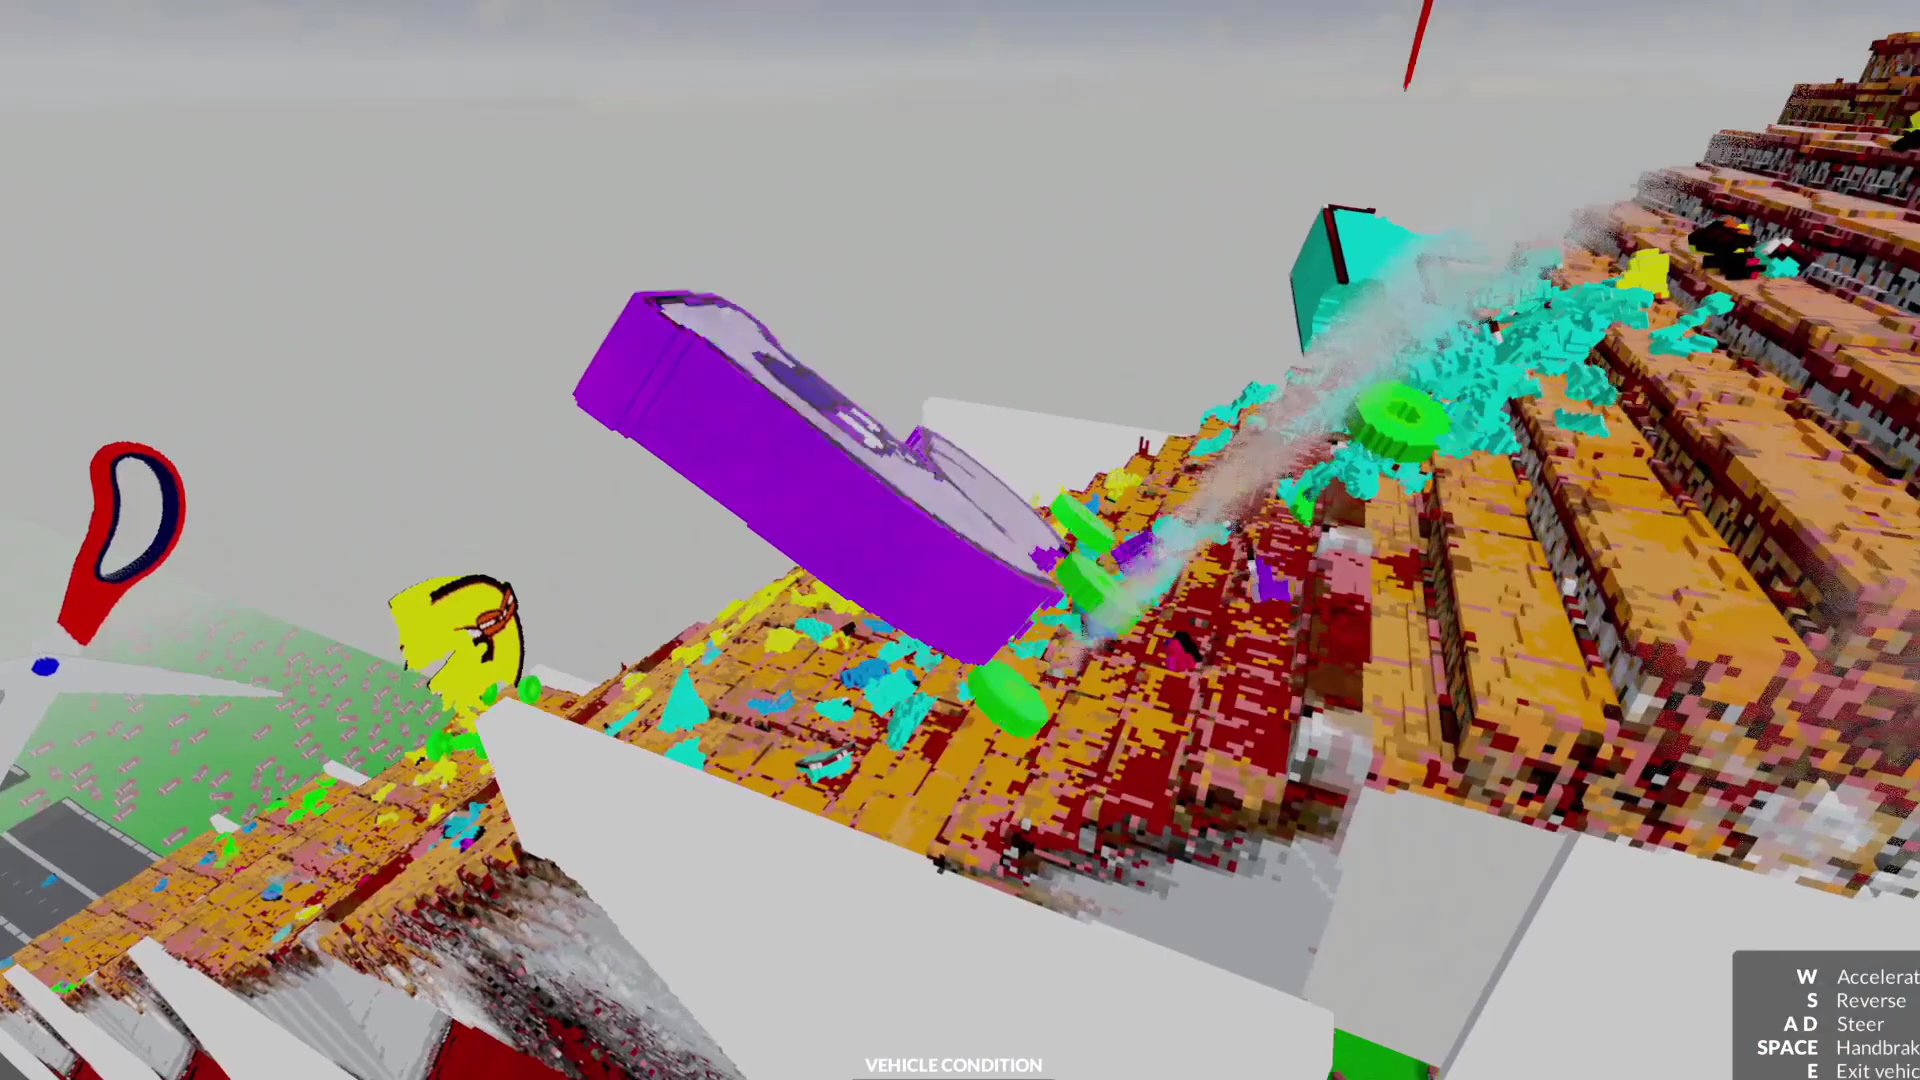 W Accelerat
S Reverse
A D Steer
SPACE Handbrak
E Exit vehic
VEHICLE CONDITION